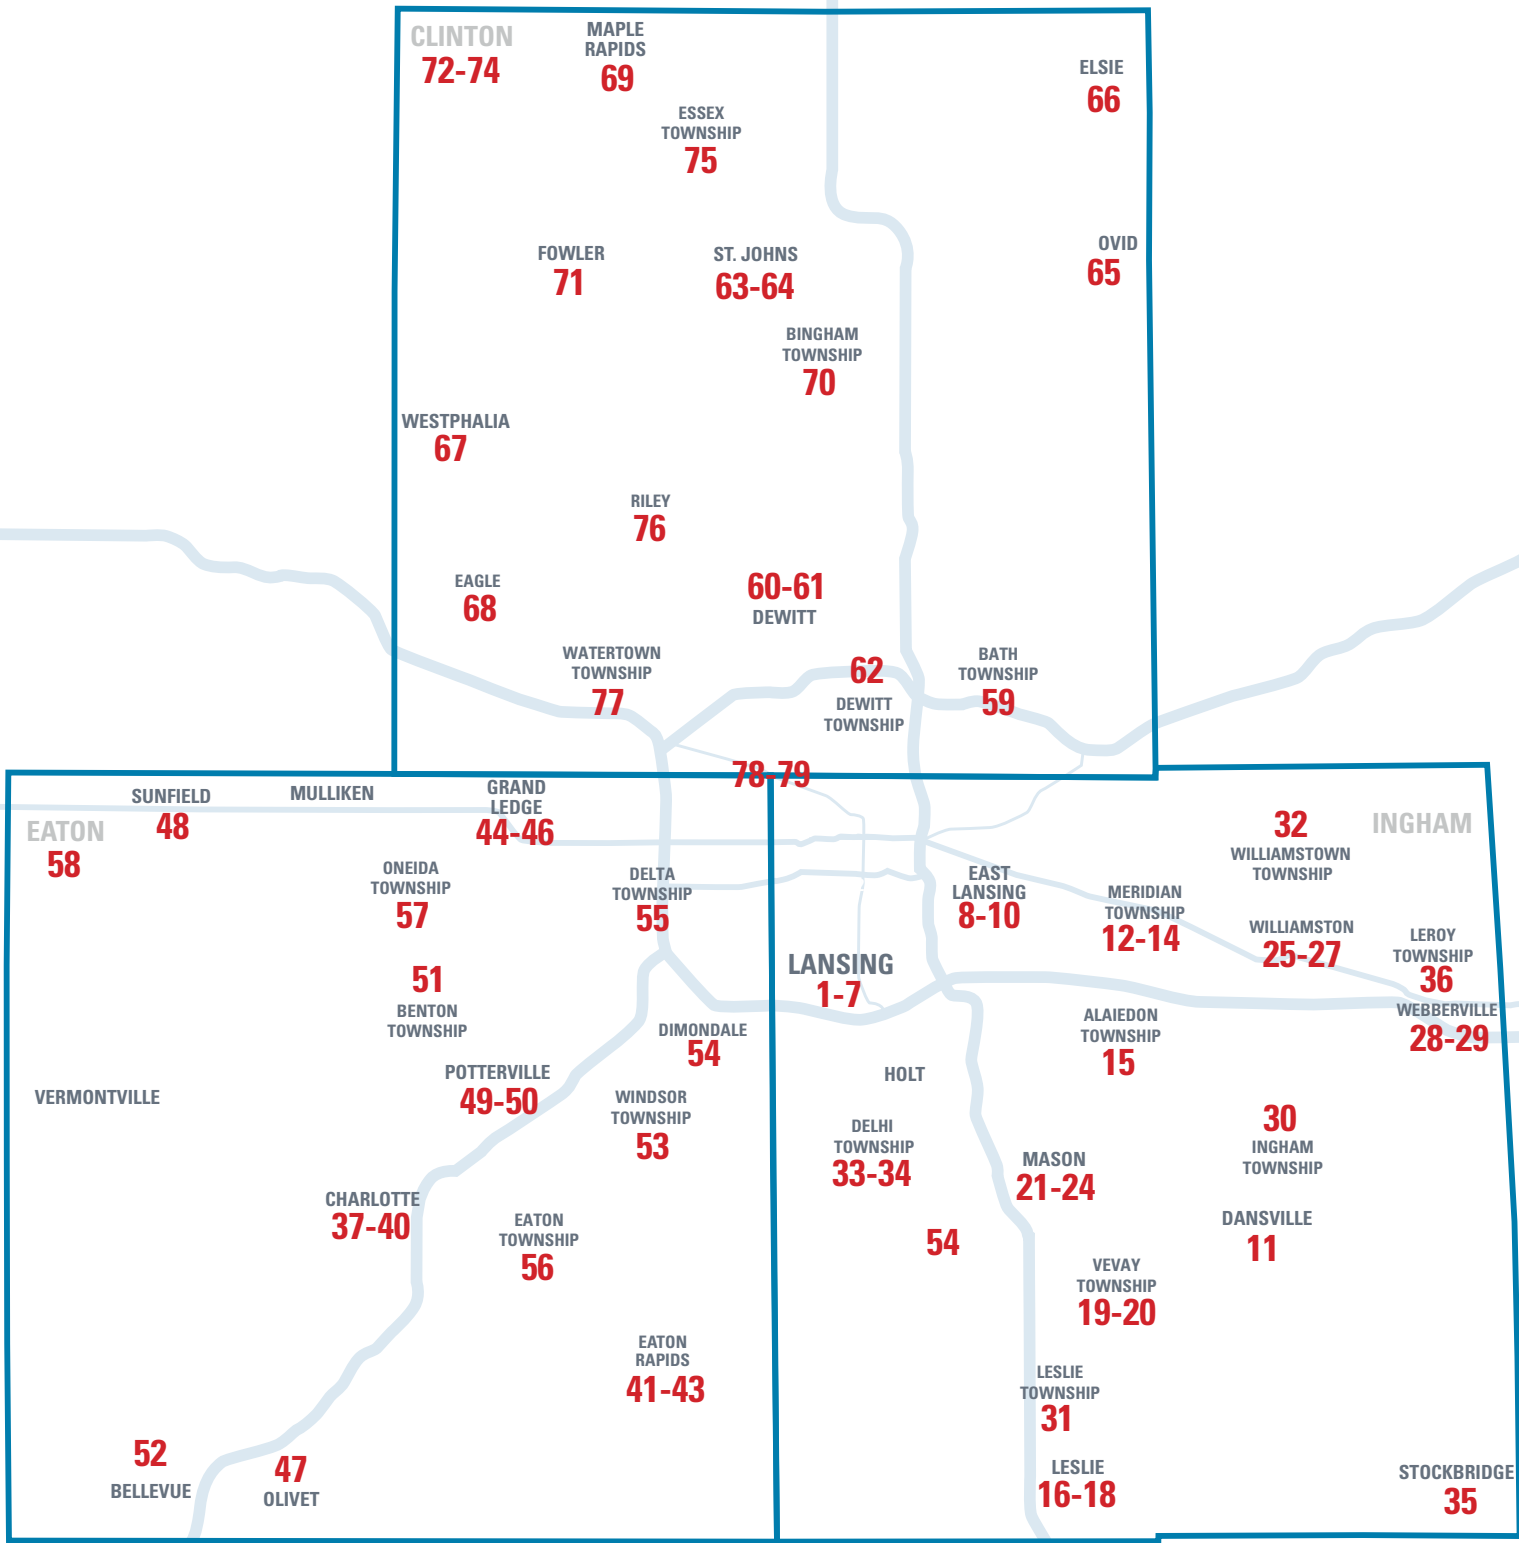 CLINTON
72-74
MAPLE
RAPIDS
69
ELSIE
66
ESSEX
TOWNSHIP
75
OVID
65
FOWLER
71
ST. JOHNS
63-64
BINGHAM
TOWNSHIP
70
WESTPHALIA
67
RILEY
76
EAGLE
68
60-61
DEWITT
WATERTOWN
TOWNSHIP
77
62
DEWITT
TOWNSHIP
BATH
TOWNSHIP
59
78-79
SUNFIELD
48
MULLIKEN
GRAND
LEDGE
44-46
EATON
58
ONEIDA
TOWNSHIP
57
DELTA
TOWNSHIP
55
51
BENTON
TOWNSHIP
DIMONDALE
54
POTTERVILLE
49-50
VERMONTVILLE
WINDSOR
TOWNSHIP
53
CHARLOTTE
37-40
EATON
TOWNSHIP
56
EATON
RAPIDS
41-43
52
BELLEVUE
47
OLIVET
32
WILLIAMSTOWN
TOWNSHIP
INGHAM
EAST
LANSING
8-10
MERIDIAN
TOWNSHIP
12-14
WILLIAMSTON
25-27
LEROY
TOWNSHIP
36
LANSING
1-7
WEBBERVILLE
28-29
ALAIEDON
TOWNSHIP
15
HOLT
DELHI
TOWNSHIP
33-34
30
INGHAM
TOWNSHIP
MASON
21-24
DANSVILLE
11
54
VEVAY
TOWNSHIP
19-20
LESLIE
TOWNSHIP
31
LESLIE
16-18
STOCKBRIDGE
35